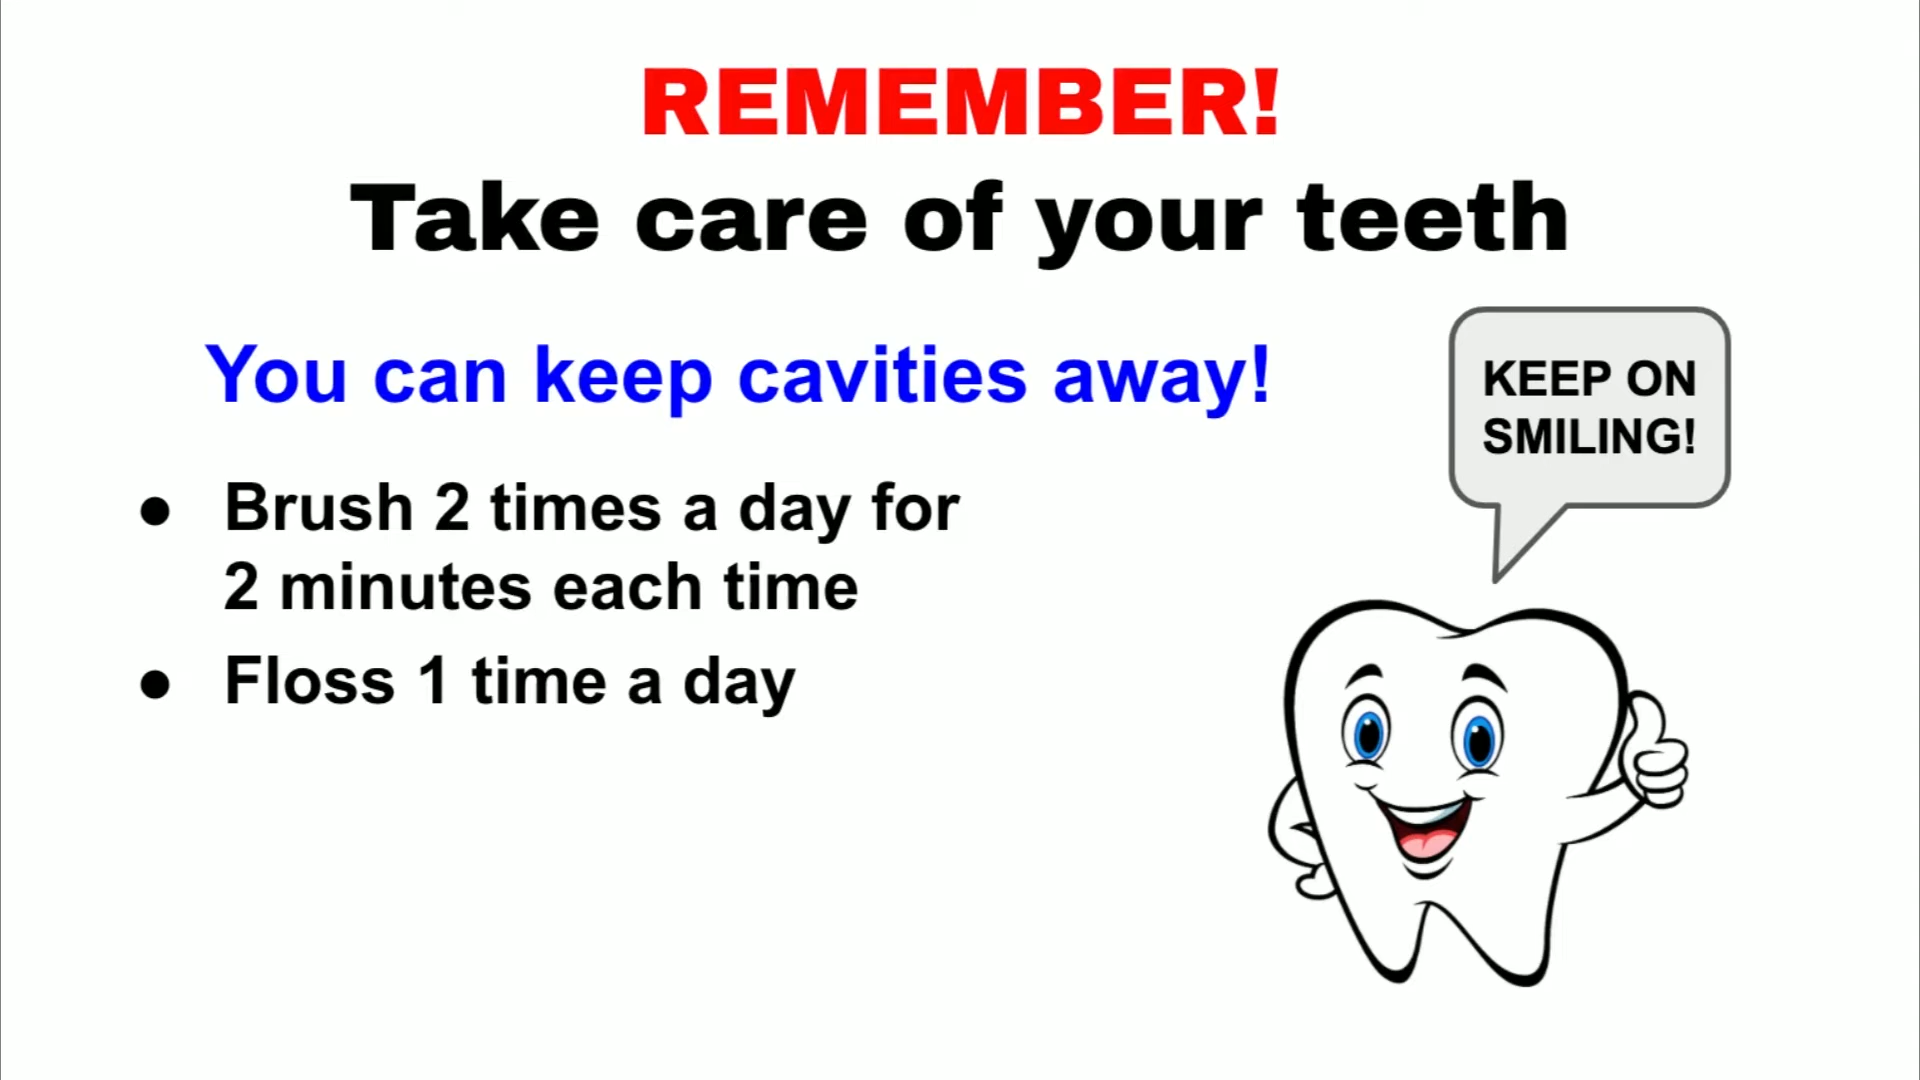 REMEMBER!
Take care of your teeth
You can keep cavities away!
KEEP ON
SMILING!
● Brush 2 times a day for
2 minutes each time
● Floss 1 time a day